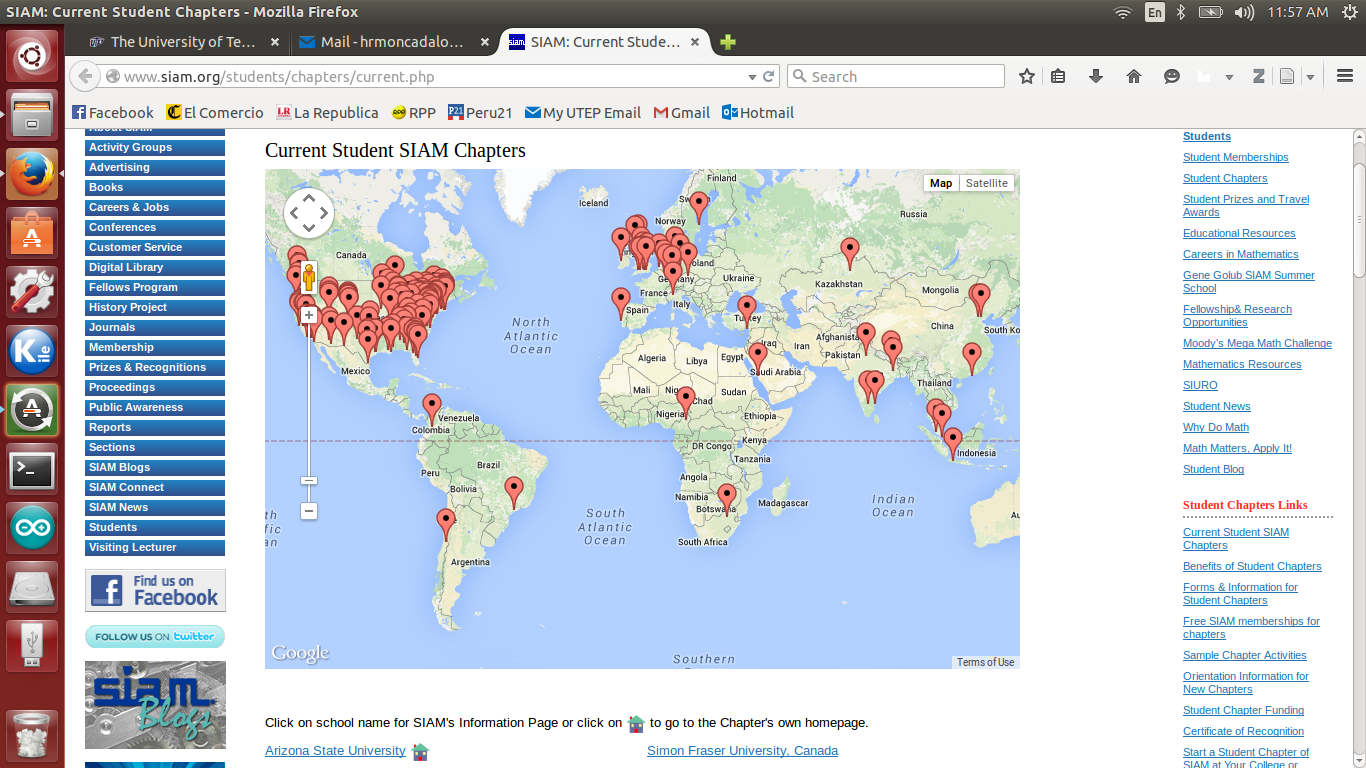 SIAM: Current Student Chapters - Mozilla Firefox
En
11:57 AM
The University of Te...
Mail - hrmoncadalo...
siam
SIAM: Current Stude...
www.siam.org/students/chapters/current.php
Search
Facebook
El Comercio
La Republica
RPP
Peru21
My UTEP Email
Gmail
Hotmail
About SIAM
Activity Groups
Advertising
Books
Careers & Jobs
Conferences
Customer Service
Digital Library
Fellows Program
History Project
Journals
Membership
Prizes & Recognitions
Proceedings
Public Awareness
Reports
Sections
SIAM Blogs
SIAM Connect
SIAM News
Students
Visiting Lecturer
Find us on
Facebook
FOLLOW US ON twitter
siam
Blogs
Current Student SIAM Chapters
Map
Satellite
Finland
Iceland
Norway
Russia
Canada
Poland
Germany
Ukraine
Kazakhstan
Mongolia
France
Italy
Spain
Turkey
China
South Ko
North
Atlantic
Ocean
Afghanistan
Iraq
Iran
Pakistan
Algeria
Libya
Egypt
Saudi Arabia
Mexico
Mali
Chad
Sudan
Thailand
Nigeria
Ethiopia
Venezuela
Colombia
DR Congo
Kenya
Tanzania
Indonesia
Peru
Brazil
Angola
Bolivia
Namibia
Botswana
Madagascar
Indian
Ocean
South
Atlantic
Ocean
South Africa
Argentina
Southern
Google
Terms of Use
Click on school name for SIAM's Information Page or click on to go to the Chapter's own homepage.
Arizona State University
Simon Fraser University, Canada
Students
Student Memberships
Student Chapters
Student Prizes and Travel
Awards
Educational Resources
Careers in Mathematics
Gene Golub SIAM Summer
School
Fellowship& Research
Opportunities
Moody's Mega Math Challenge
Mathematics Resources
SIURO
Student News
Why Do Math
Math Matters, Apply It!
Student Blog
Student Chapters Links
Current Student SIAM
Chapters
Benefits of Student Chapters
Forms & Information for
Student Chapters
Free SIAM memberships for
chapters
Sample Chapter Activities
Orientation Information for
New Chapters
Student Chapter Funding
Certificate of Recognition
Start a Student Chapter of
SIAM at Your College or